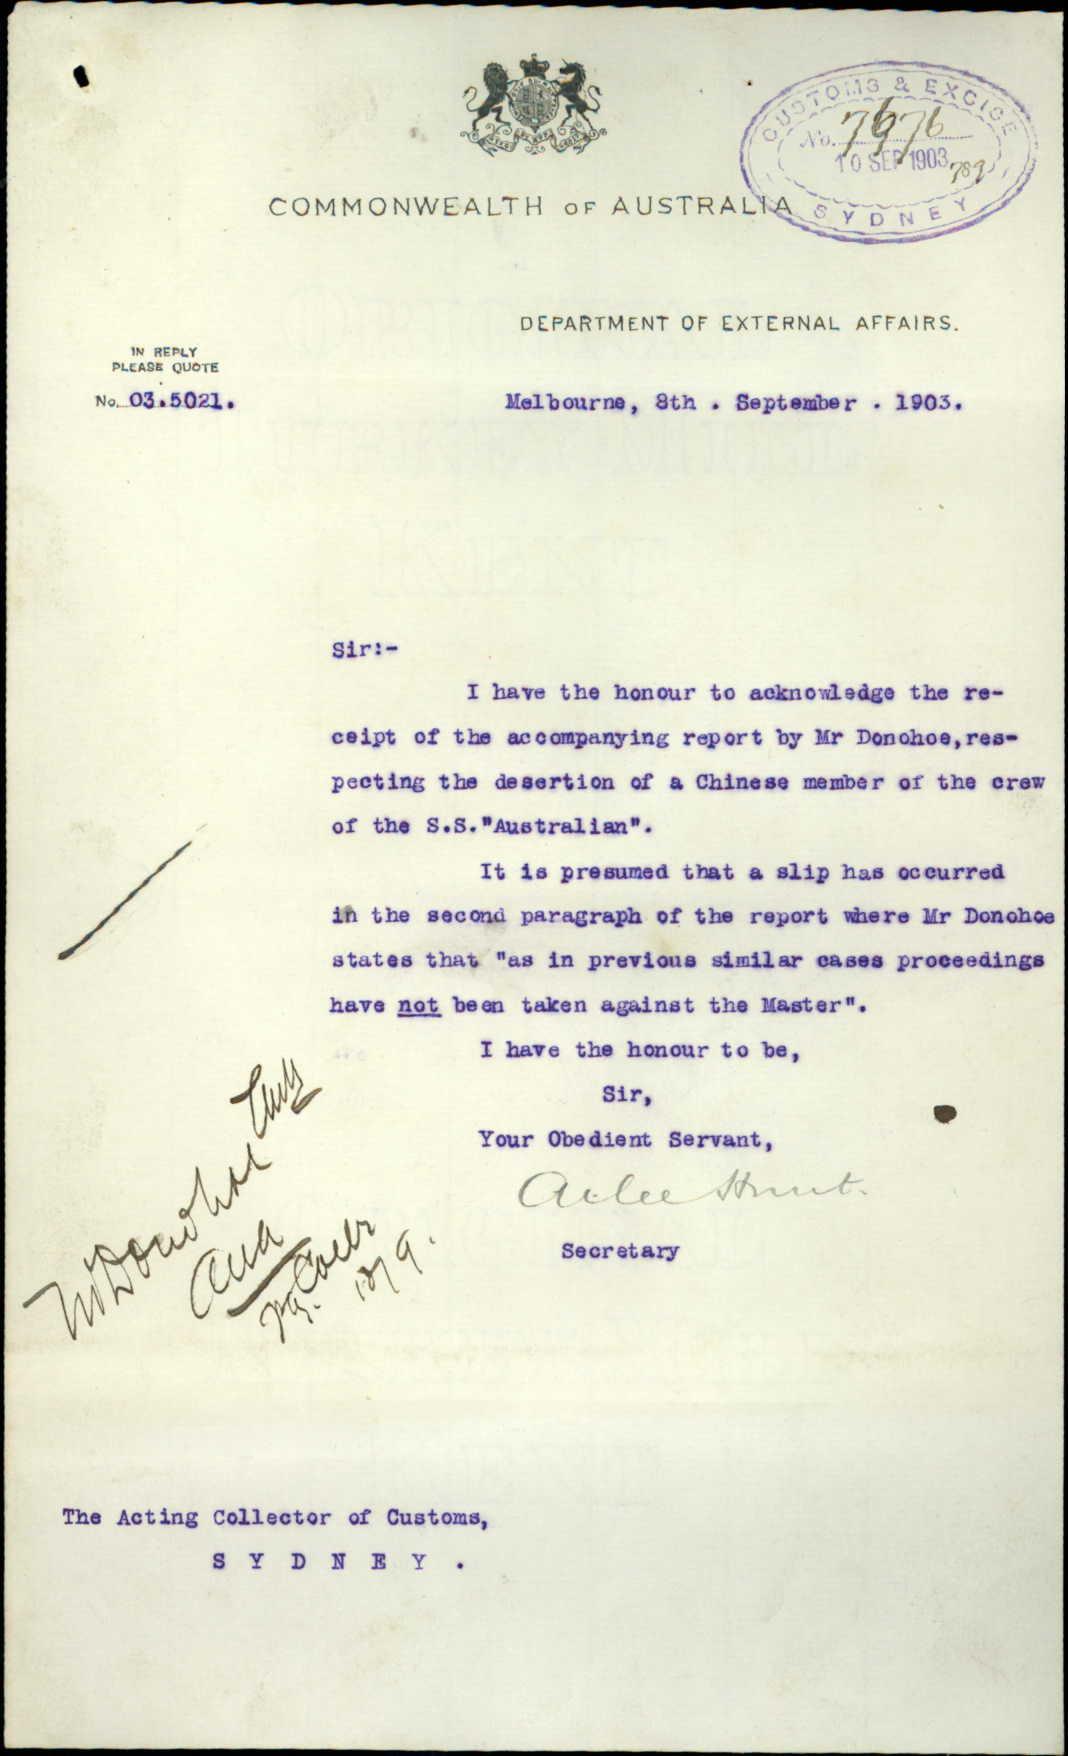 CUSTOMS & EXCISE
No. 7676
10 SEP 1903
789
SYDNEY
COMMONWEALTH OF AUSTRALIA
DEPARTMENT OF EXTERNAL AFFAIRS.
IN REPLY
PLEASE QUOTE
No. 03.5021.
Melbourne, 8th . September . 1903.
Sir:-
I have the honour to acknowledge the re-
ceipt of the accompanying report by Mr Donohoe,res-
pecting the desertion of a Chinese member of the crew
of the S.S."Australian".
It is presumed that a slip has occurred
in the second paragraph of the report where Mr Donohoe
states that "as in previous similar cases proceedings
have not been taken against the Master".
I have the honour to be,
Sir,
Your Obedient Servant,
Atlee Hunt.
Secretary
Mr Donohoe
10/9.
The Acting Collector of Customs,
S Y D N E Y .